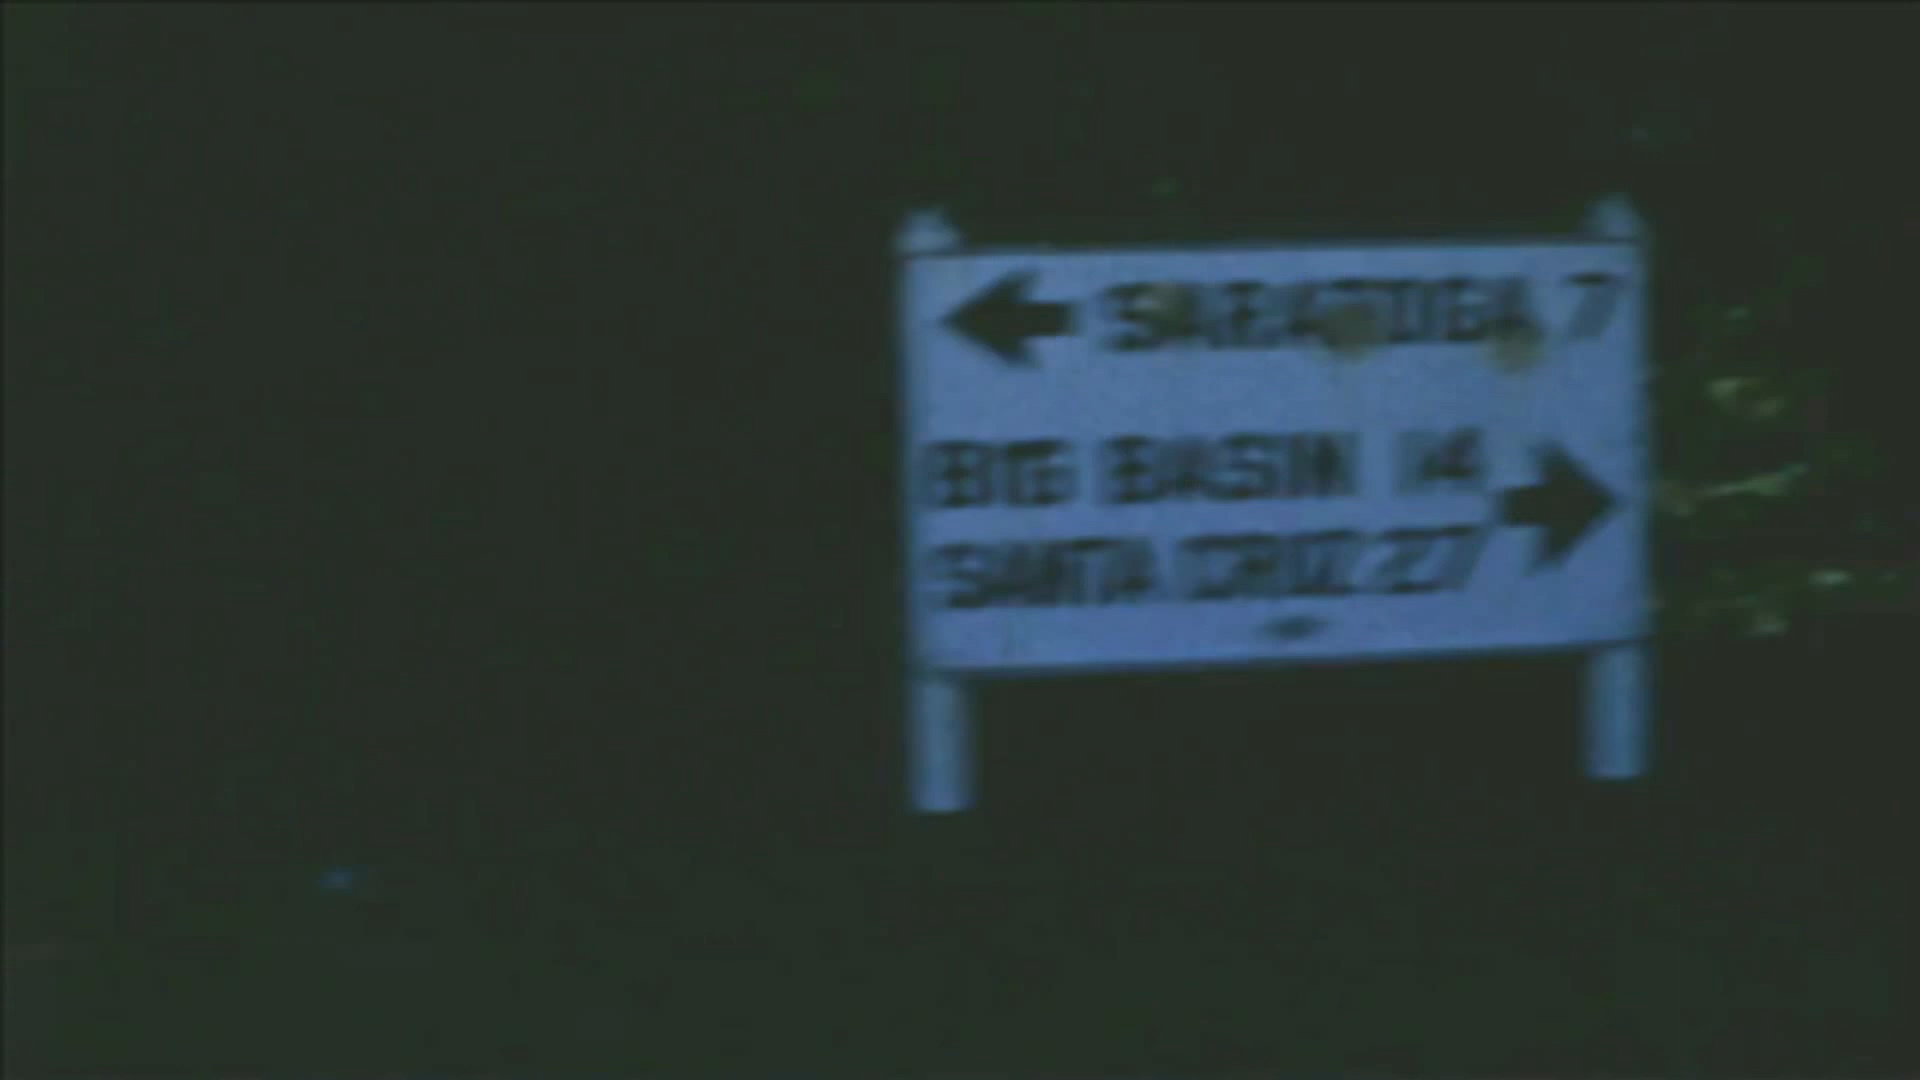 ← SARATOGA 7
BIG BASIN 14 →
SANTA CRUZ 27